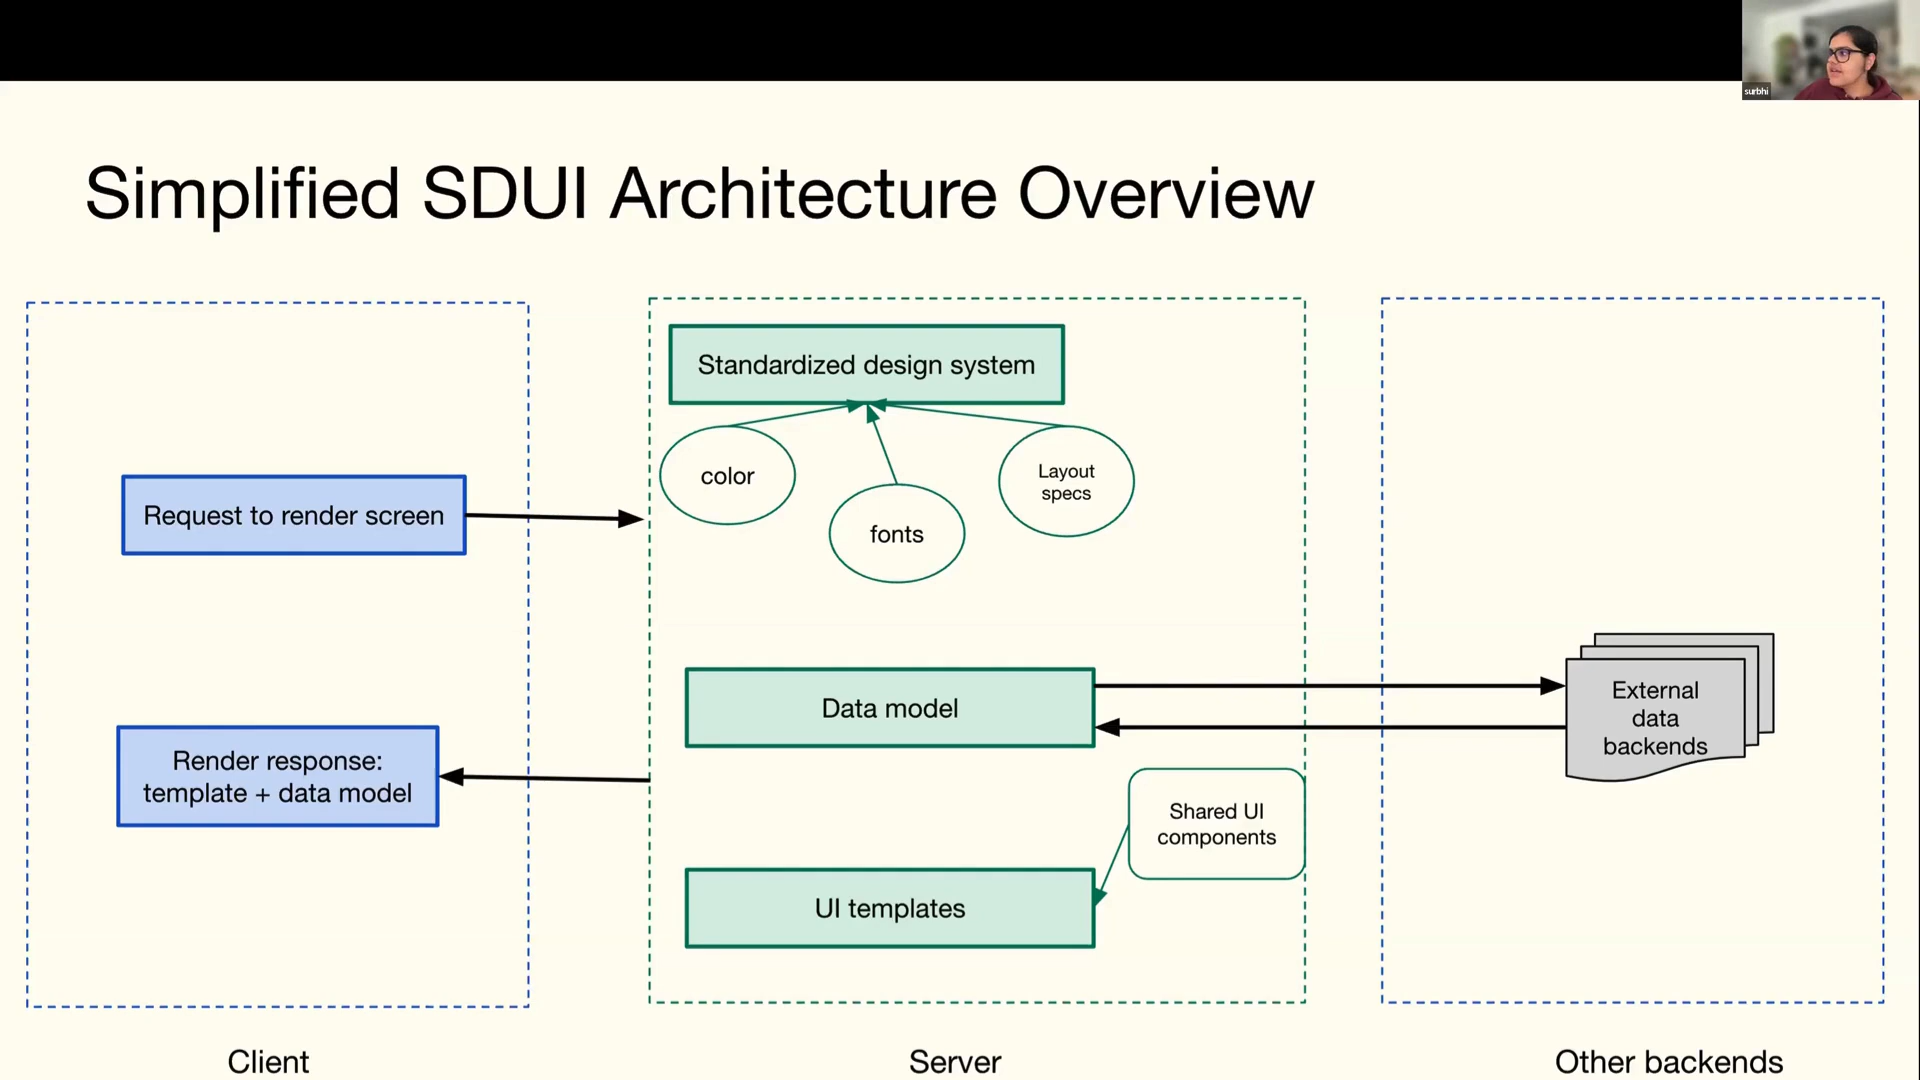 surbhi
Simplified SDUI Architecture Overview
Standardized design system
color
fonts
Layout
specs
Request to render screen
Data model
External
data
backends
Render response:
template + data model
Shared UI
components
UI templates
Client
Server
Other backends